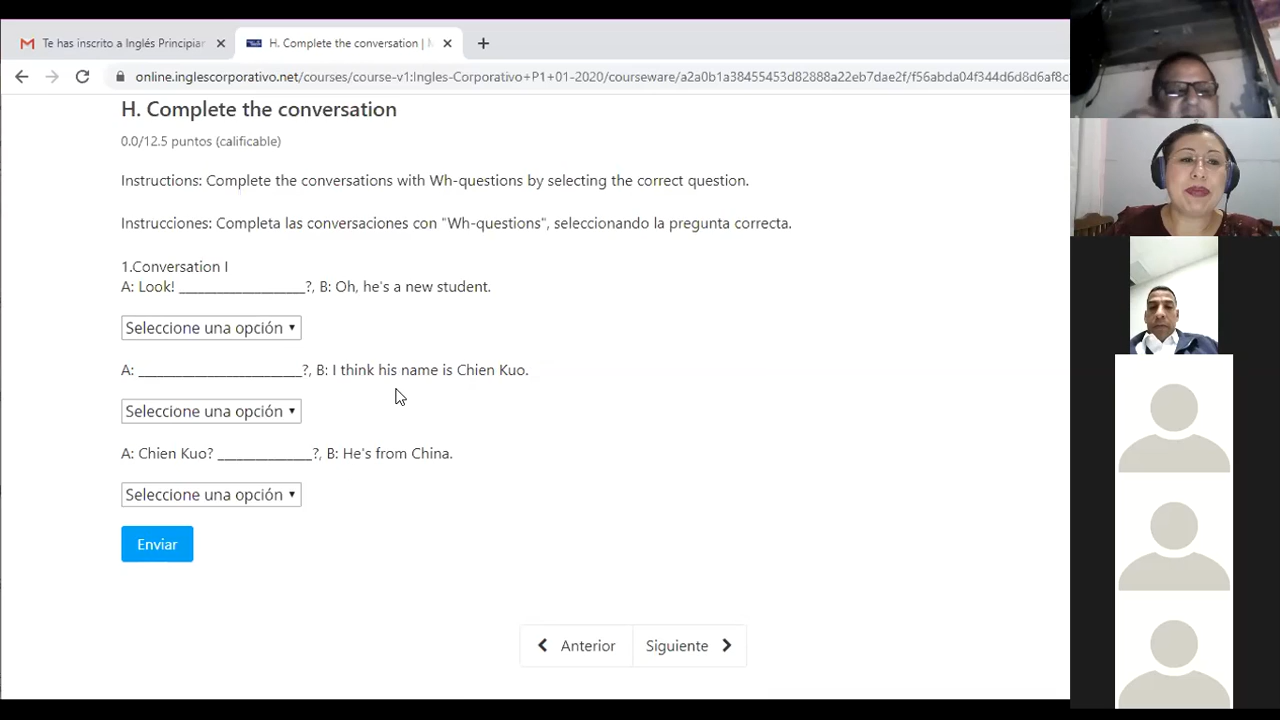 Te has inscrito a Inglés Principiar
H. Complete the conversation |
online.inglescorporativo.net/courses/course-v1:Ingles-Corporativo+P1+01-2020/courseware/a2a0b1a38455453d82888a22eb7dae2f/f56abda04f344d6d8d6af8c
H. Complete the conversation
0.0/12.5 puntos (calificable)
Instructions: Complete the conversations with Wh-questions by selecting the correct question.
Instrucciones: Completa las conversaciones con "Wh-questions", seleccionando la pregunta correcta.
1.Conversation I
A: Look! ____________________?, B: Oh, he's a new student.
Seleccione una opción
A: __________________________?, B: I think his name is Chien Kuo.
Seleccione una opción
A: Chien Kuo? _______________?, B: He's from China.
Seleccione una opción
Enviar
Anterior
Siguiente